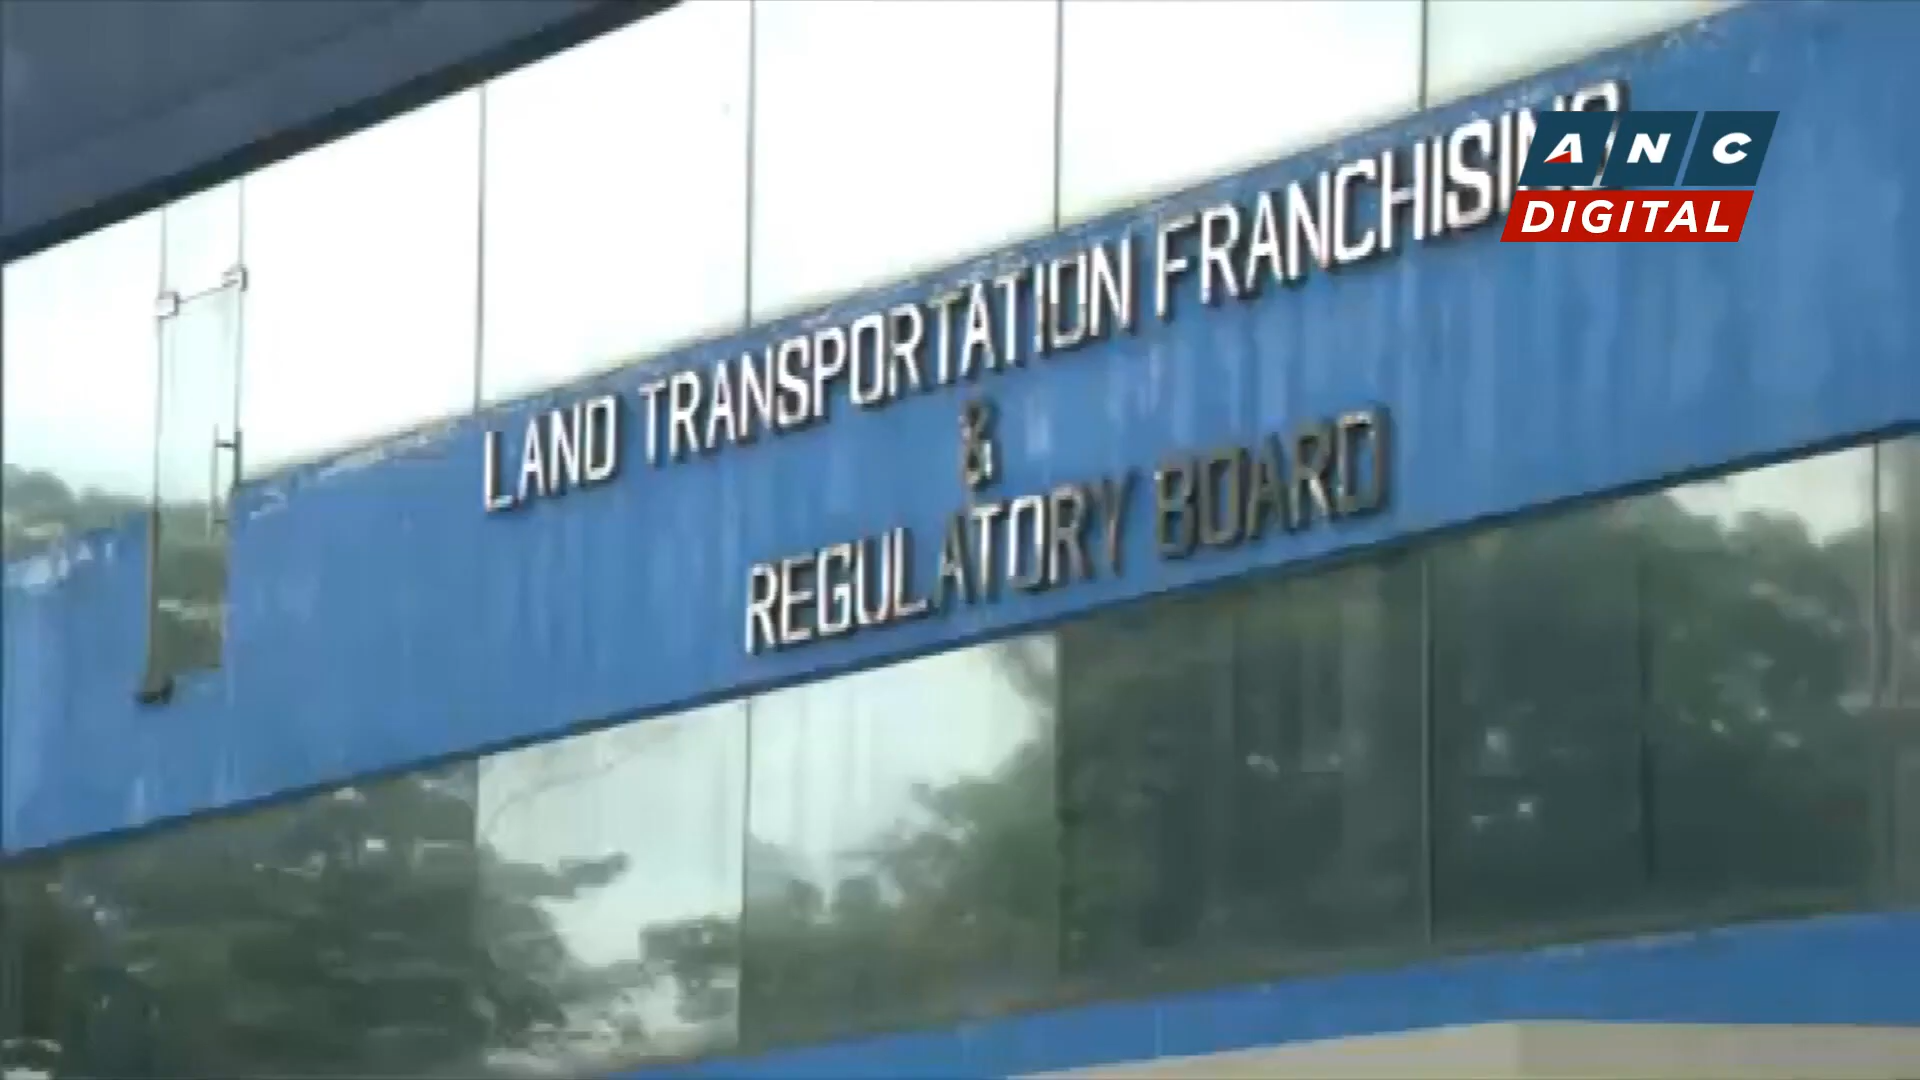 LAND TRANSPORTATION FRANCHISING
&
REGULATORY BOARD
ANC
DIGITAL